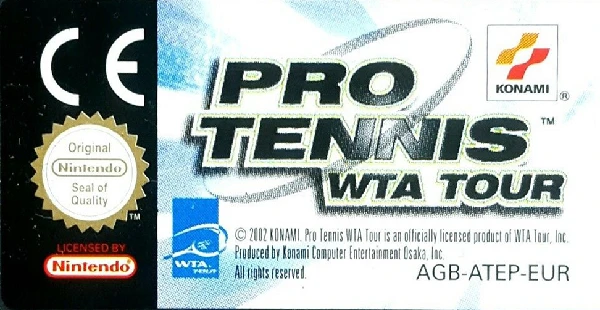 CE
PRO
TENNIS™
WTA TOUR
KONAMI
®
Original
Nintendo
Seal of
Quality
™
LICENSED BY
Nintendo
WTA
TOUR
© 2002 KONAMI. Pro Tennis WTA Tour is an officially licensed product of WTA Tour, Inc.
Produced by Konami Computer Entertainment Osaka, Inc.
All rights reserved.
AGB-ATEP-EUR